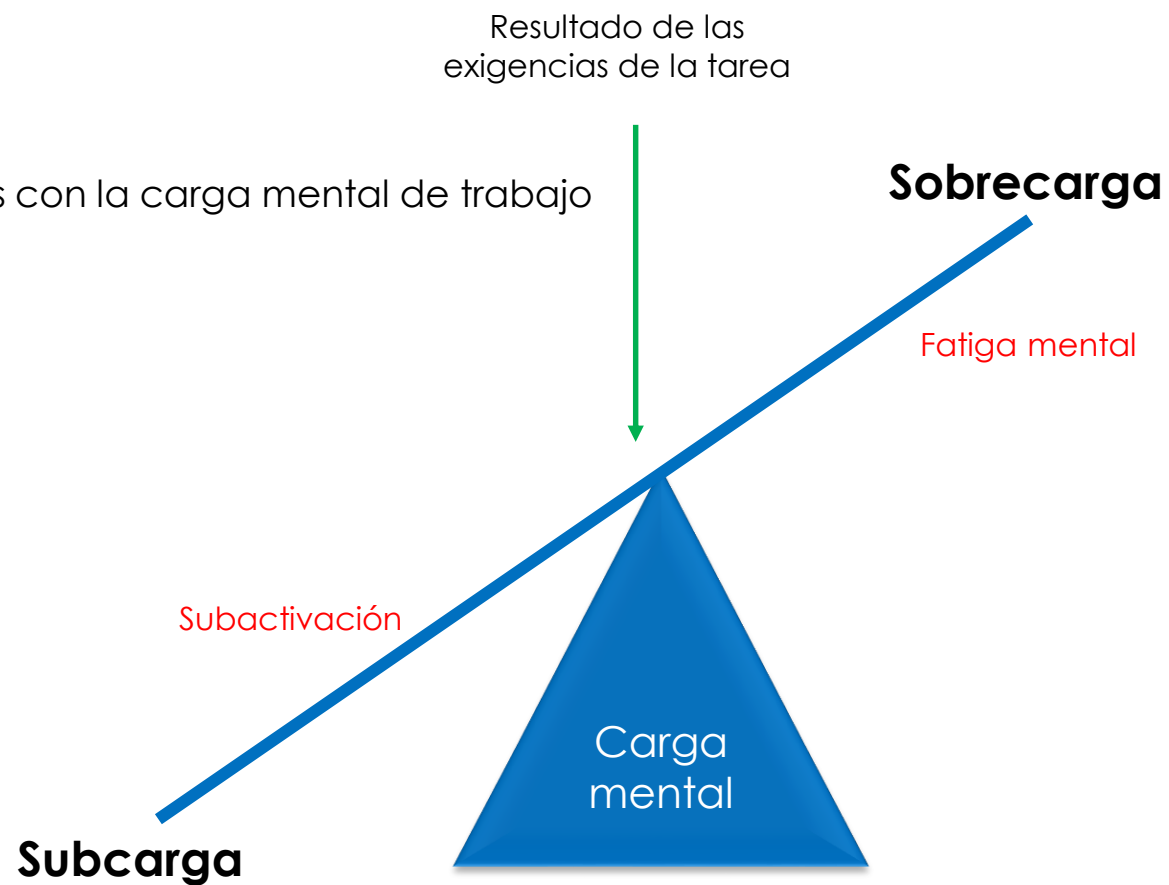 Resultado de las
exigencias de la tarea
s con la carga mental de trabajo
Sobrecarga
Fatiga mental
Subactivación
Carga
mental
Subcarga